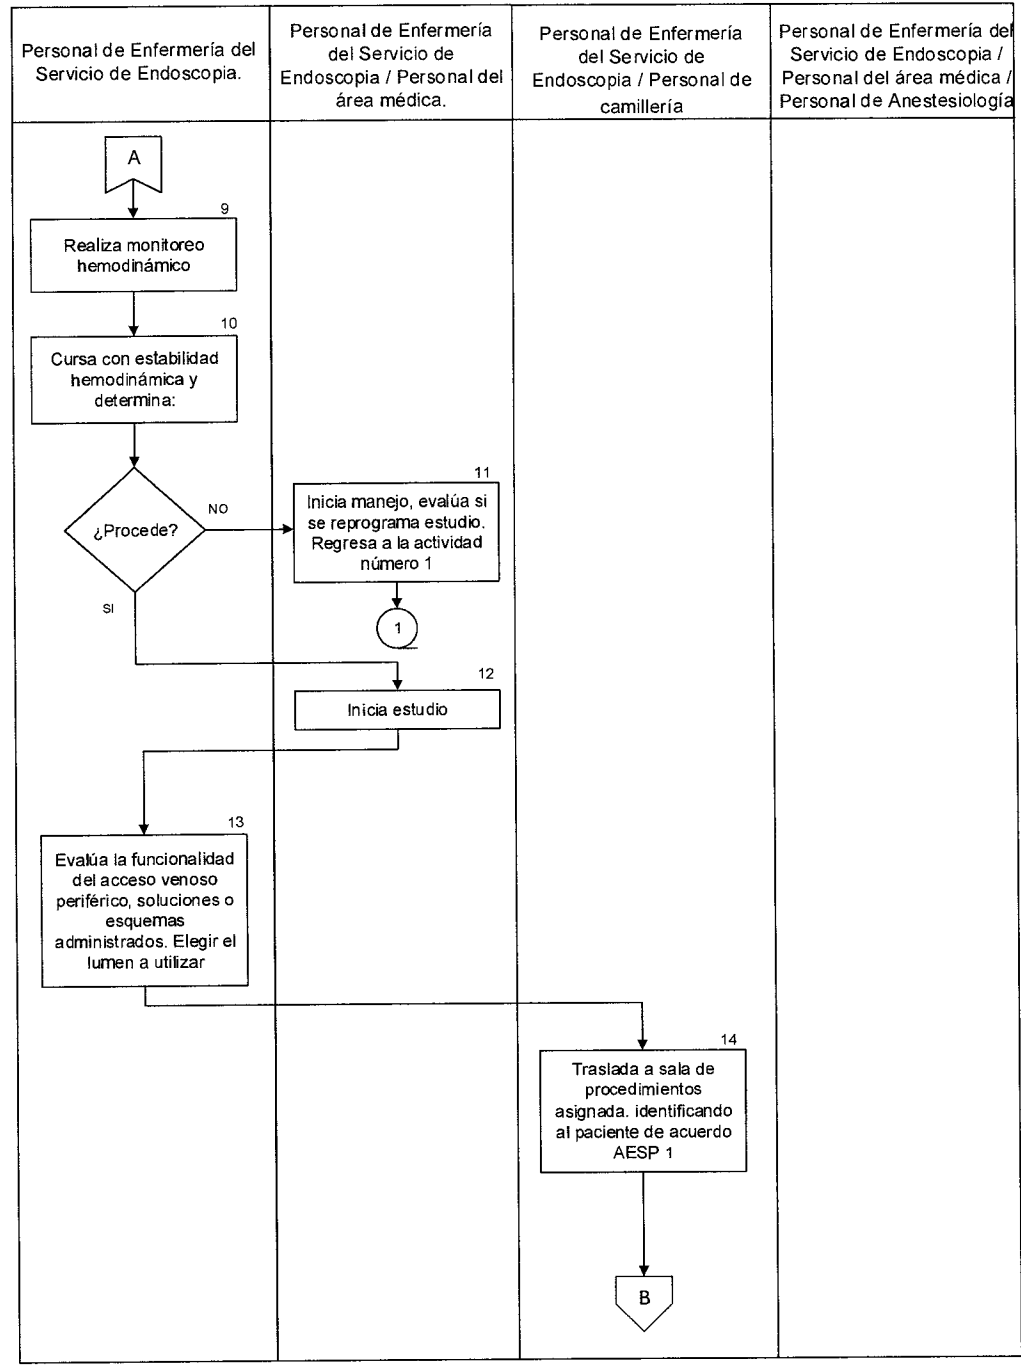 Personal de Enfermería del
Servicio de Endoscopia.
Personal de Enfermería
del Servicio de
Endoscopia / Personal del
área médica.
Personal de Enfermería
del Servicio de
Endoscopia / Personal de
camillería
Personal de Enfermería del
Servicio de Endoscopia /
Personal del área médica /
Personal de Anestesiología
A
9
Realiza monitoreo
hemodinámico
10
Cursa con estabilidad
hemodinámica y
determina:
¿Procede?
NO
SI
11
Inicia manejo, evalúa si
se reprograma estudio.
Regresa a la actividad
número 1
1
12
Inicia estudio
13
Evalúa la funcionalidad
del acceso venoso
periférico, soluciones o
esquemas
administrados. Elegir el
lumen a utilizar
14
Traslada a sala de
procedimientos
asignada. identificando
al paciente de acuerdo
AESP 1
B